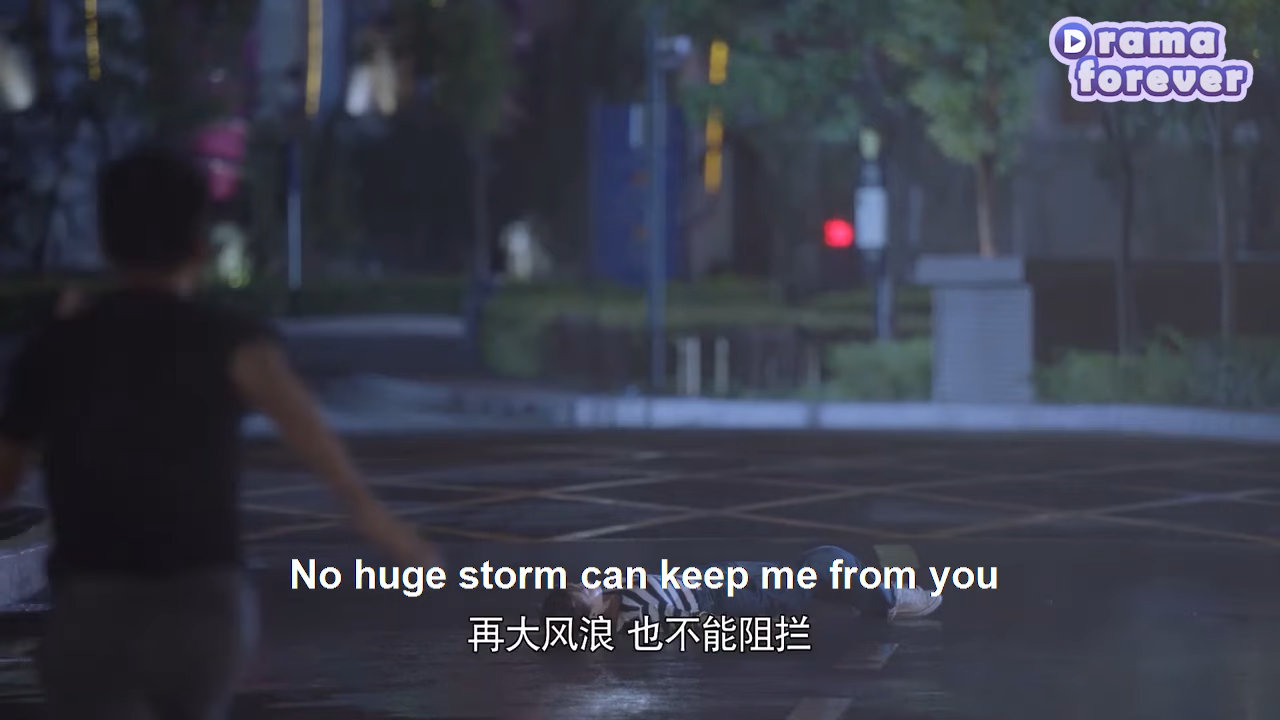 Drama
forever
No huge storm can keep me from you
再大风浪 也不能阻拦